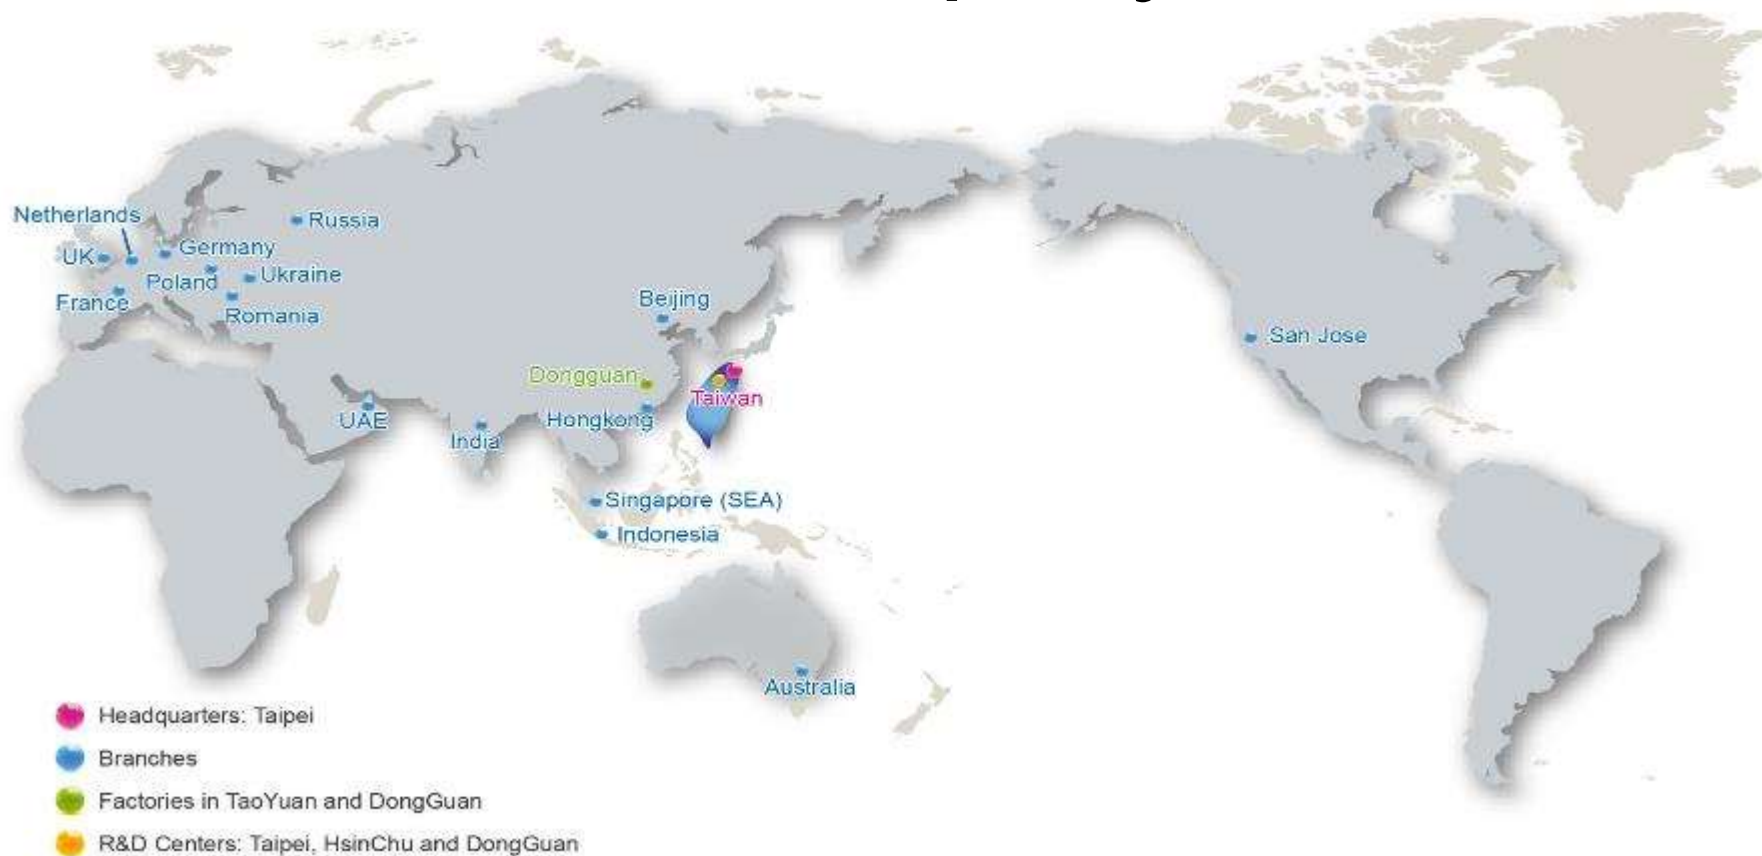 Netherlands
Russia
UK
Germany
Poland
Ukraine
France
Romania
Beijing
San Jose
Dongguan
Taiwan
UAE
Hongkong
India
Singapore (SEA)
Indonesia
Australia
Headquarters: Taipei
Branches
Factories in TaoYuan and DongGuan
R&D Centers: Taipei, HsinChu and DongGuan